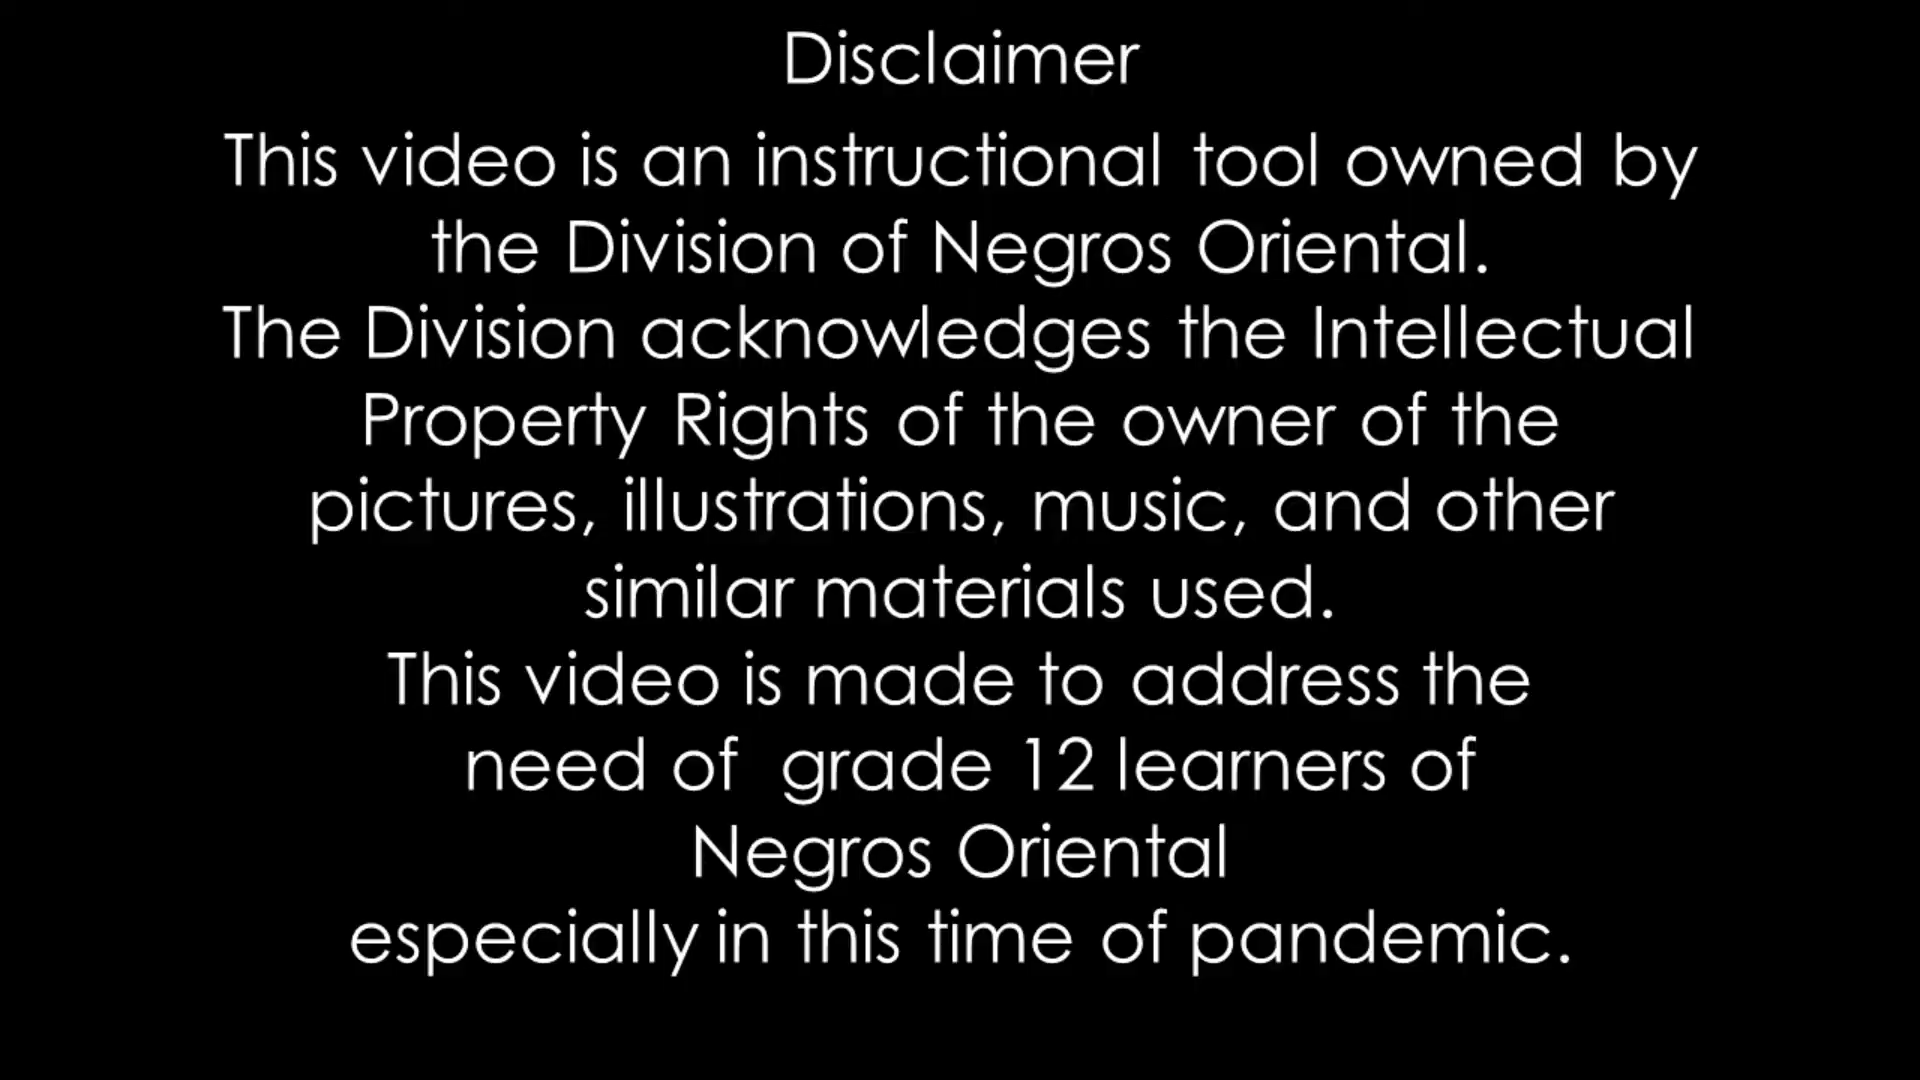 Disclaimer
This video is an instructional tool owned by
the Division of Negros Oriental.
The Division acknowledges the Intellectual
Property Rights of the owner of the
pictures, illustrations, music, and other
similar materials used.
This video is made to address the
need of  grade 12 learners of
Negros Oriental
especially in this time of pandemic.